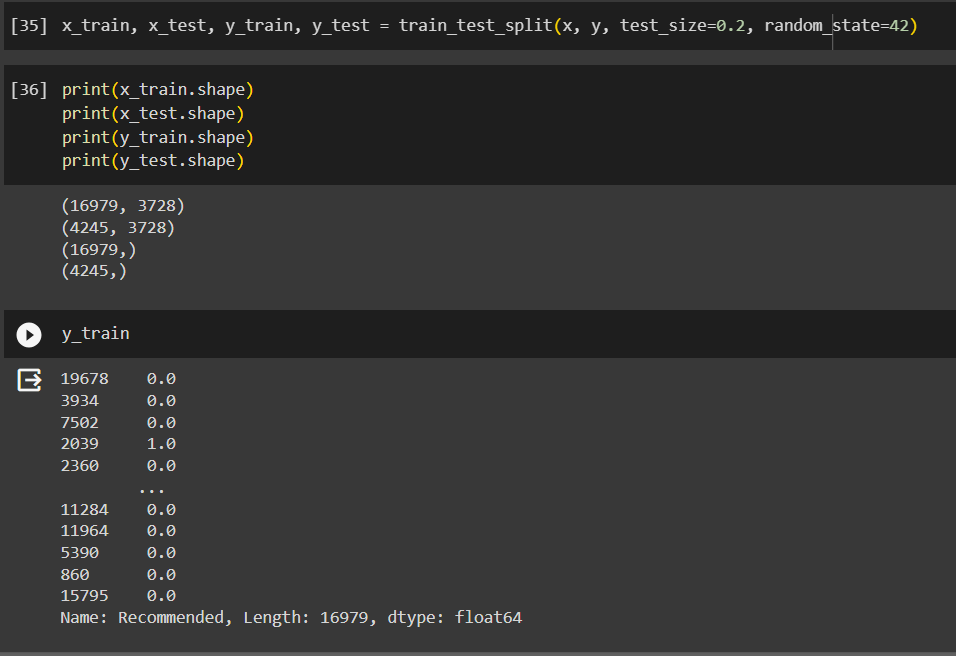 [35] x_train, x_test, y_train, y_test = train_test_split(x, y, test_size=0.2, random_state=42)
[36] print(x_train.shape)
print(x_test.shape)
print(y_train.shape)
print(y_test.shape)
(16979, 3728)
(4245, 3728)
(16979,)
(4245,)
y_train
19678    0.0
3934     0.0
7502     0.0
2039     1.0
2360     0.0
...
11284    0.0
11964    0.0
5390     0.0
860      0.0
15795    0.0
Name: Recommended, Length: 16979, dtype: float64